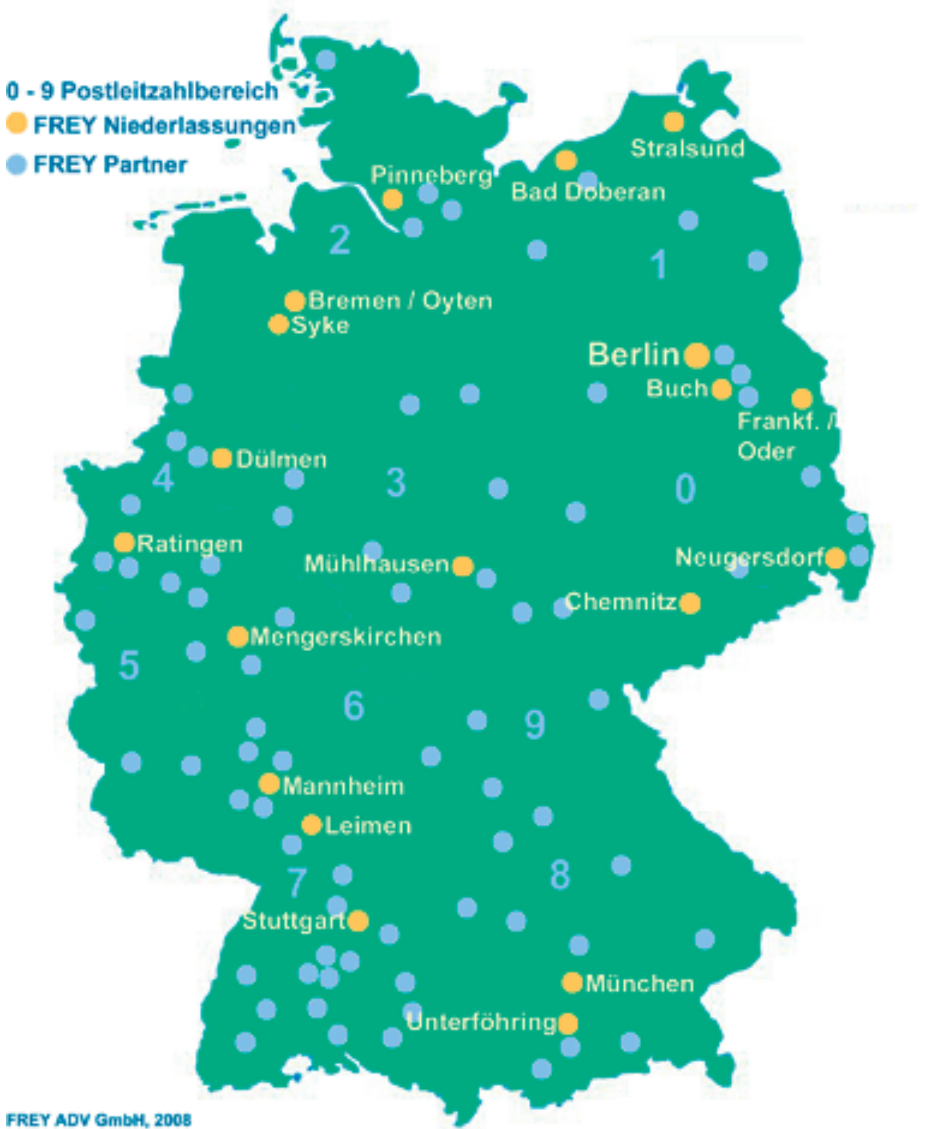 0 - 9 Postleitzahlbereich
FREY Niederlassungen
FREY Partner
Stralsund
Pinneberg
Bad Doberan
2
1
Bremen / Oyten
Syke
Berlin
Buch
Frankf. /
Oder
Dülmen
4
3
0
Ratingen
Mühlhausen
Neugersdorf
Chemnitz
Mengerskirchen
5
6
9
Mannheim
Leimen
7
8
Stuttgart
München
Unterföhring
FREY ADV GmbH, 2008